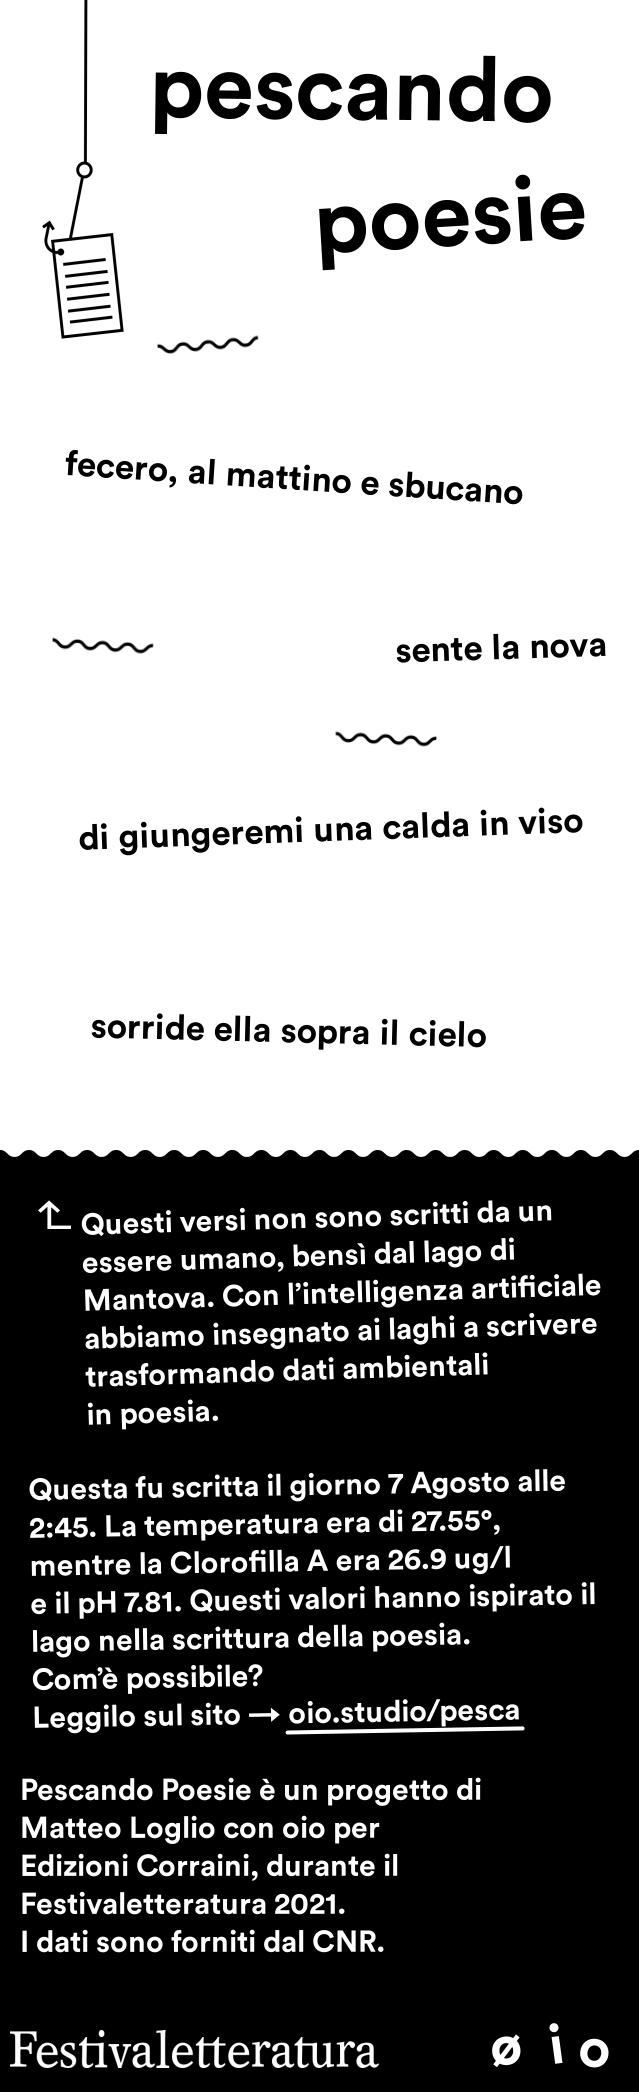 pescando
poesie
fecero, al mattino e sbucano
sente la nova
di giungeremi una calda in viso
sorride ella sopra il cielo
Questi versi non sono scritti da un
essere umano, bensì dal lago di
Mantova. Con l’intelligenza artificiale
abbiamo insegnato ai laghi a scrivere
trasformando dati ambientali
in poesia.
Questa fu scritta il giorno 7 Agosto alle
2:45. La temperatura era di 27.55°,
mentre la Clorofilla A era 26.9 ug/l
e il pH 7.81. Questi valori hanno ispirato il
lago nella scrittura della poesia.
Com’è possibile?
Leggilo sul sito → oio.studio/pesca
Pescando Poesie è un progetto di
Matteo Loglio con oio per
Edizioni Corraini, durante il
Festivaletteratura 2021.
I dati sono forniti dal CNR.
Festivaletteratura
ø i o